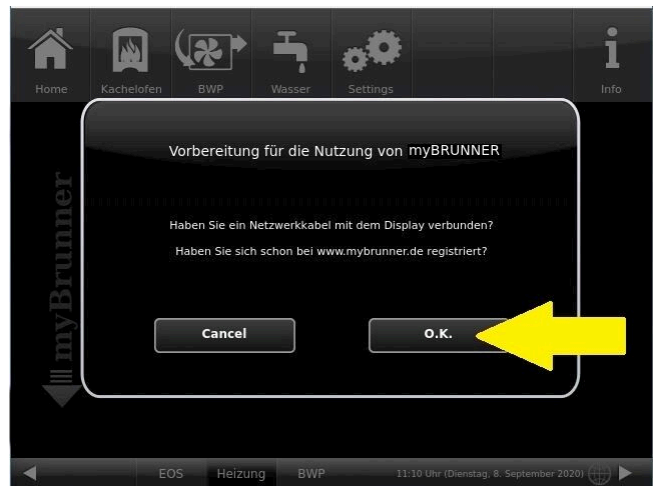 Home Kachelofen BWP Wasser Settings Info
Vorbereitung für die Nutzung von myBRUNNER
Haben Sie ein Netzwerkkabel mit dem Display verbunden?
Haben Sie sich schon bei www.mybrunner.de registriert?
myBrunner
Cancel O.K.
EOS Heizung BWP 11:10 Uhr (Dienstag, 8. September 2020)